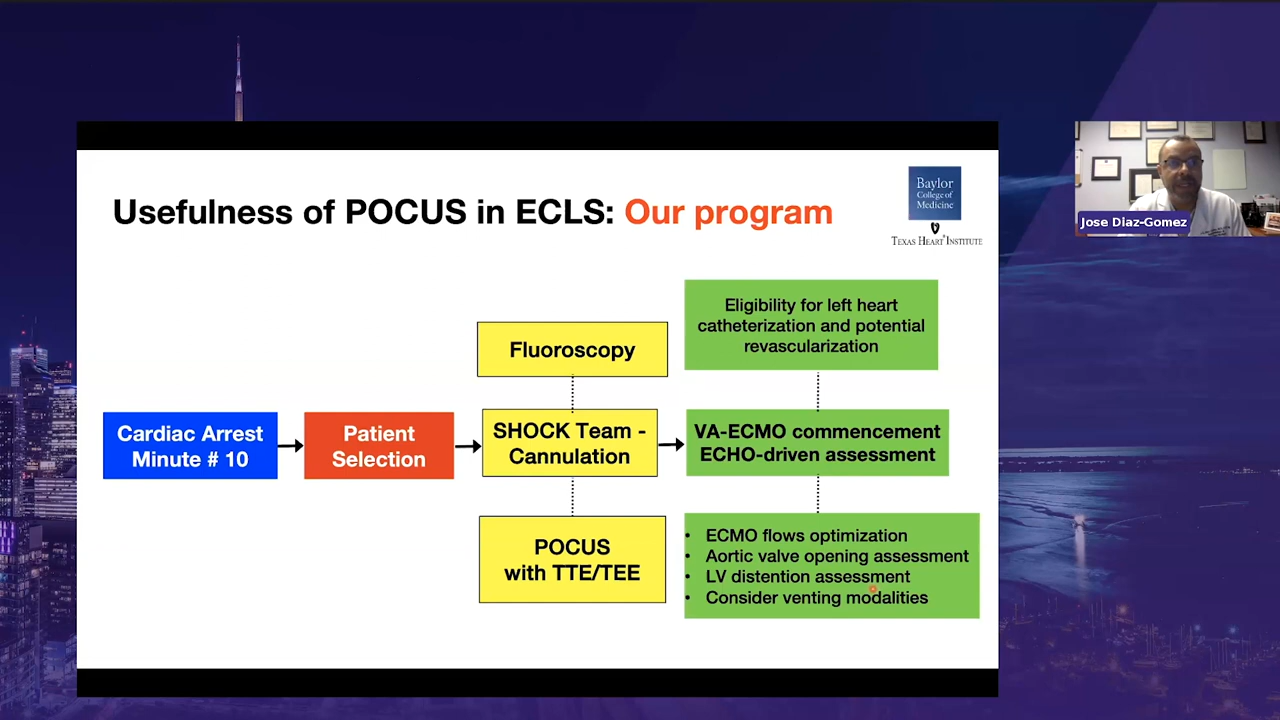 Usefulness of POCUS in ECLS: Our program
Baylor
College of
Medicine
TEXAS HEART INSTITUTE
Jose Diaz-Gomez
Cardiac Arrest
Minute # 10
Patient
Selection
Fluoroscopy
SHOCK Team -
Cannulation
POCUS
with TTE/TEE
Eligibility for left heart
catheterization and potential
revascularization
VA-ECMO commencement
ECHO-driven assessment
• ECMO flows optimization
• Aortic valve opening assessment
• LV distention assessment
• Consider venting modalities